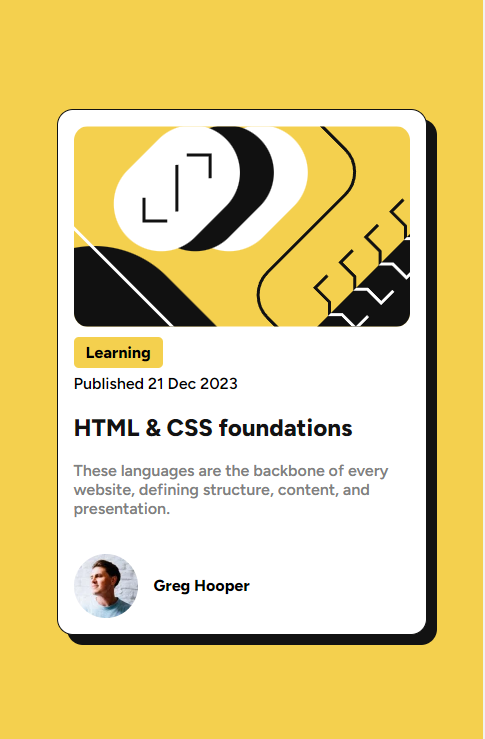 Learning
Published 21 Dec 2023
HTML & CSS foundations
These languages are the backbone of every
website, defining structure, content, and
presentation.
Greg Hooper